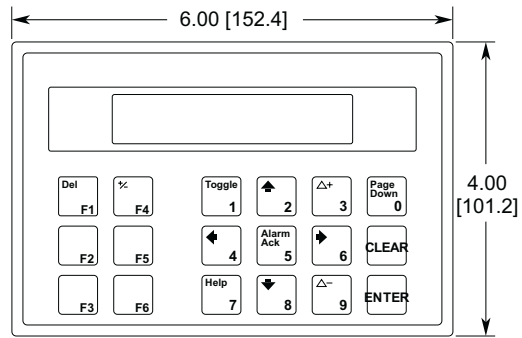 6.00 [152.4]
Del
F1
+⁄-
F4
Toggle
1
2
△+
3
Page
Down
0
4.00
[101.2]
F2
F5
4
Alarm
Ack
5
6
CLEAR
F3
F6
Help
7
8
△−
9
ENTER